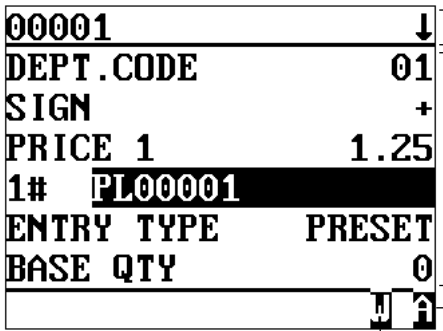 00001 ↓
DEPT.CODE 01
SIGN +
PRICE 1 1.25
1# PL00001
ENTRY TYPE PRESET
BASE QTY 0
W A